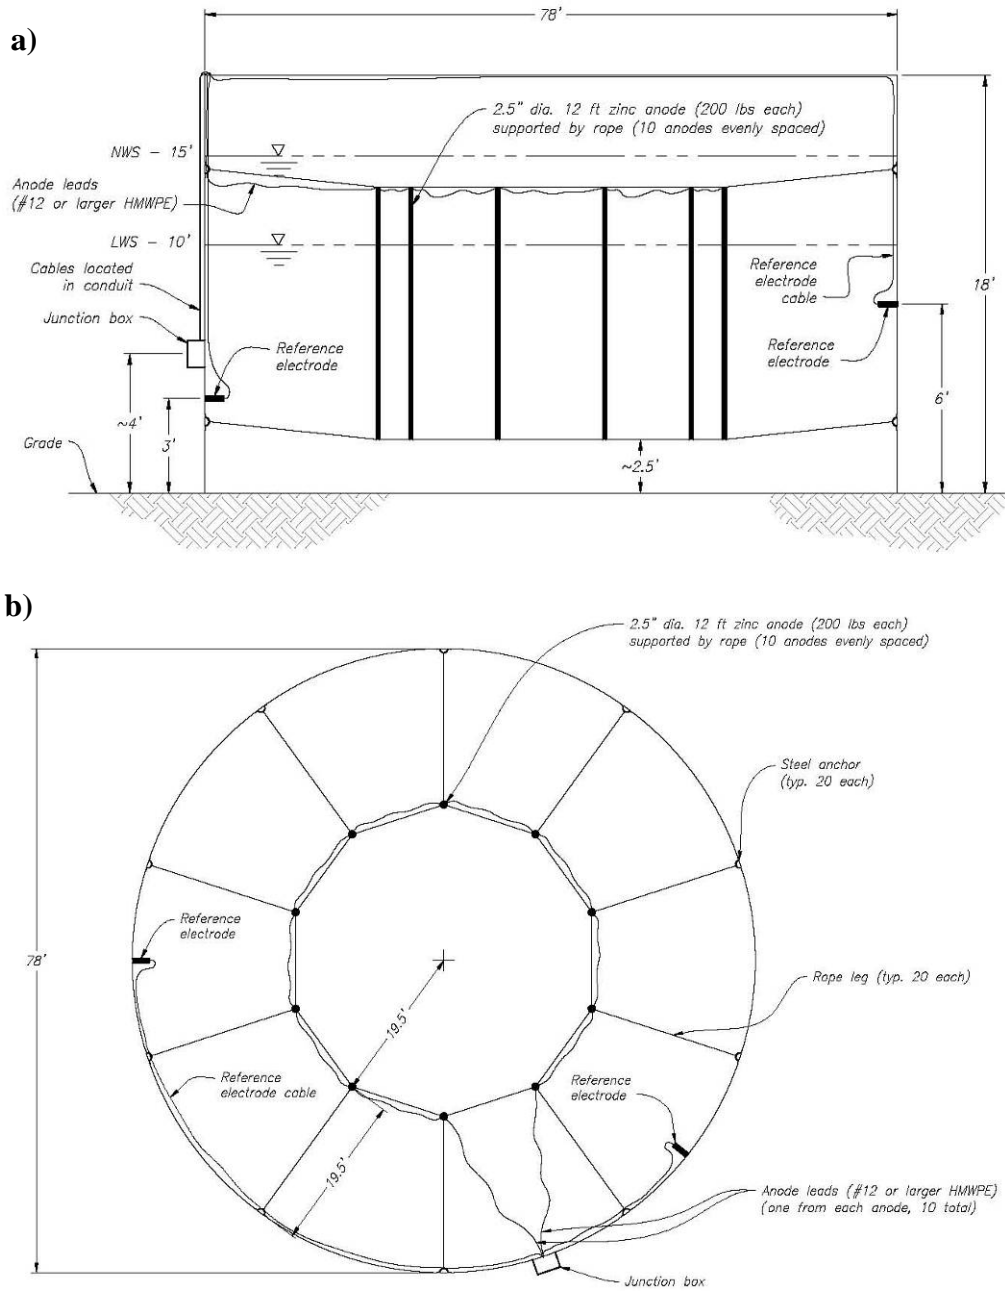 a)
78'
2.5" dia. 12 ft zinc anode (200 lbs each)
supported by rope (10 anodes evenly spaced)
NWS - 15'
Anode leads
(#12 or larger HMWPE)
LWS - 10'
Cables located
in conduit
Junction box
Reference
electrode
Reference
electrode
cable
Reference
electrode
18'
6'
~4'
3'
~2.5'
Grade
b)
2.5" dia. 12 ft zinc anode (200 lbs each)
supported by rope (10 anodes evenly spaced)
Steel anchor
(typ. 20 each)
Reference
electrode
78'
19.5'
Rope leg (typ. 20 each)
Reference
electrode cable
Reference
electrode
19.5'
Anode leads (#12 or larger HMWPE)
(one from each anode, 10 total)
Junction box